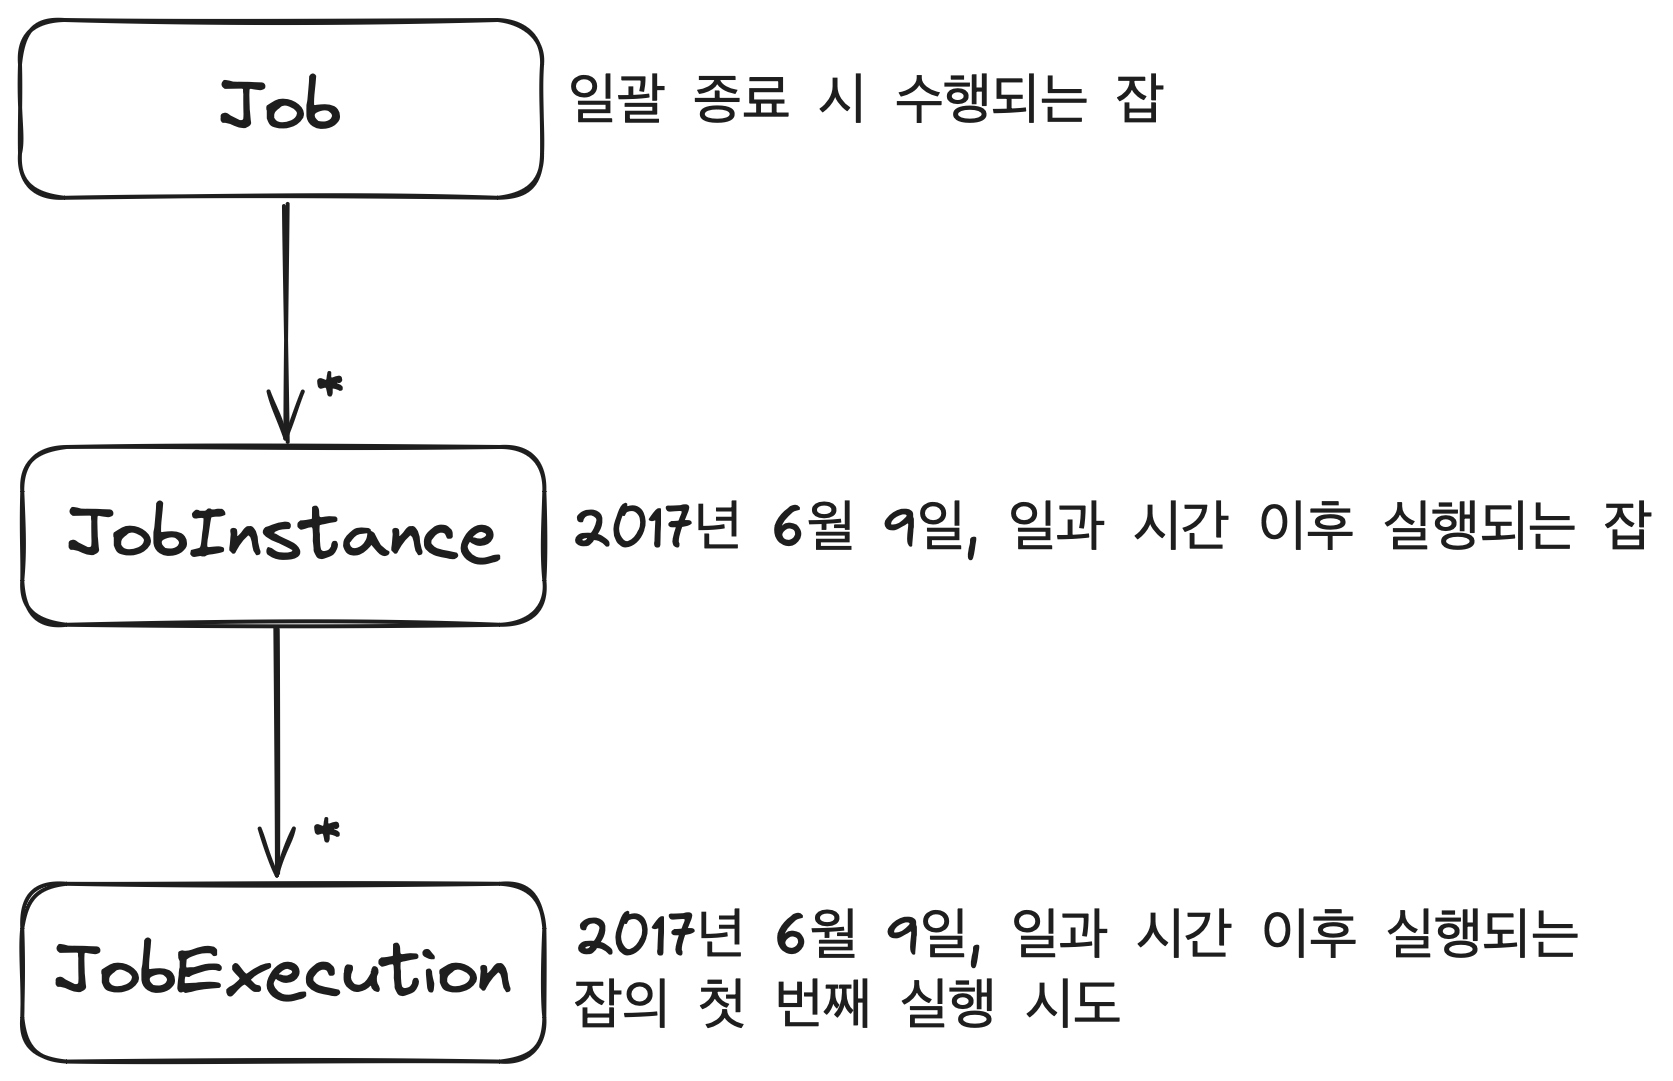 Job
일괄 종료 시 수행되는 잡
*
JobInstance
2017년 6월 9일, 일과 시간 이후 실행되는 잡
*
JobExecution
2017년 6월 9일, 일과 시간 이후 실행되는
잡의 첫 번째 실행 시도